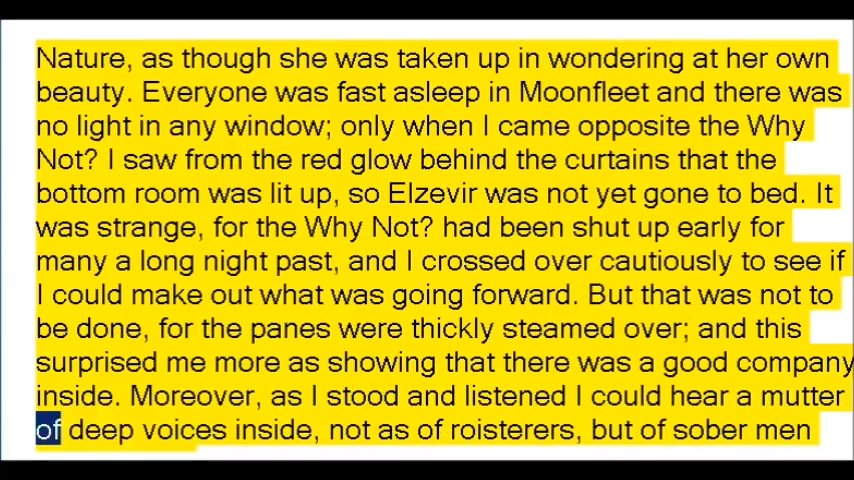 Nature, as though she was taken up in wondering at her own
beauty. Everyone was fast asleep in Moonfleet and there was
no light in any window; only when I came opposite the Why
Not? I saw from the red glow behind the curtains that the
bottom room was lit up, so Elzevir was not yet gone to bed. It
was strange, for the Why Not? had been shut up early for
many a long night past, and I crossed over cautiously to see if
I could make out what was going forward. But that was not to
be done, for the panes were thickly steamed over; and this
surprised me more as showing that there was a good company
inside. Moreover, as I stood and listened I could hear a mutter
of deep voices inside, not as of roisterers, but of sober men